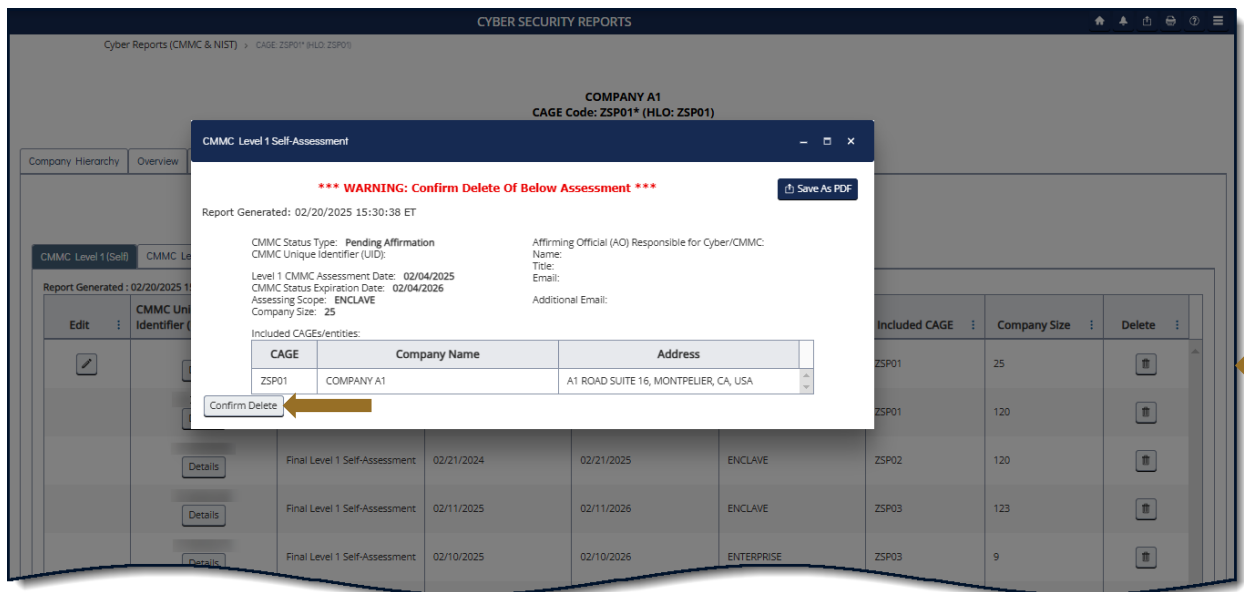 CYBER SECURITY REPORTS
Cyber Reports (CMMC & NIST) > CAGE: ZSP01* (HLO: ZSP01)
COMPANY A1
CAGE Code: ZSP01* (HLO: ZSP01)
CMMC Level 1 Self-Assessment
Company Hierarchy Overview
*** WARNING: Confirm Delete Of Below Assessment ***
Save As PDF
Report Generated: 02/20/2025 15:30:38 ET
CMMC Status Type: Pending Affirmation
CMMC Unique Identifier (UID):
Level 1 CMMC Assessment Date: 02/04/2025
CMMC Status Expiration Date: 02/04/2026
Assessing Scope: ENCLAVE
Company Size: 25
Affirming Official (AO) Responsible for Cyber/CMMC:
Name:
Title:
Email:
Additional Email:
Included CAGEs/entities:
CAGE Company Name Address
ZSP01 COMPANY A1 A1 ROAD SUITE 16, MONTPELIER, CA, USA
Confirm Delete
CMMC Level 1 (Self) CMMC
Report Generated : 02/20/2025
Edit CMMC Identifier Included CAGE Company Size Delete
ZSP01 25
ZSP01 120
Details Final Level 1 Self-Assessment 02/21/2024 02/21/2025 ENCLAVE ZSP02 120
Details Final Level 1 Self-Assessment 02/11/2025 02/11/2026 ENCLAVE ZSP03 123
Details Final Level 1 Self-Assessment 02/10/2025 02/10/2026 ENTERPRISE ZSP03 9